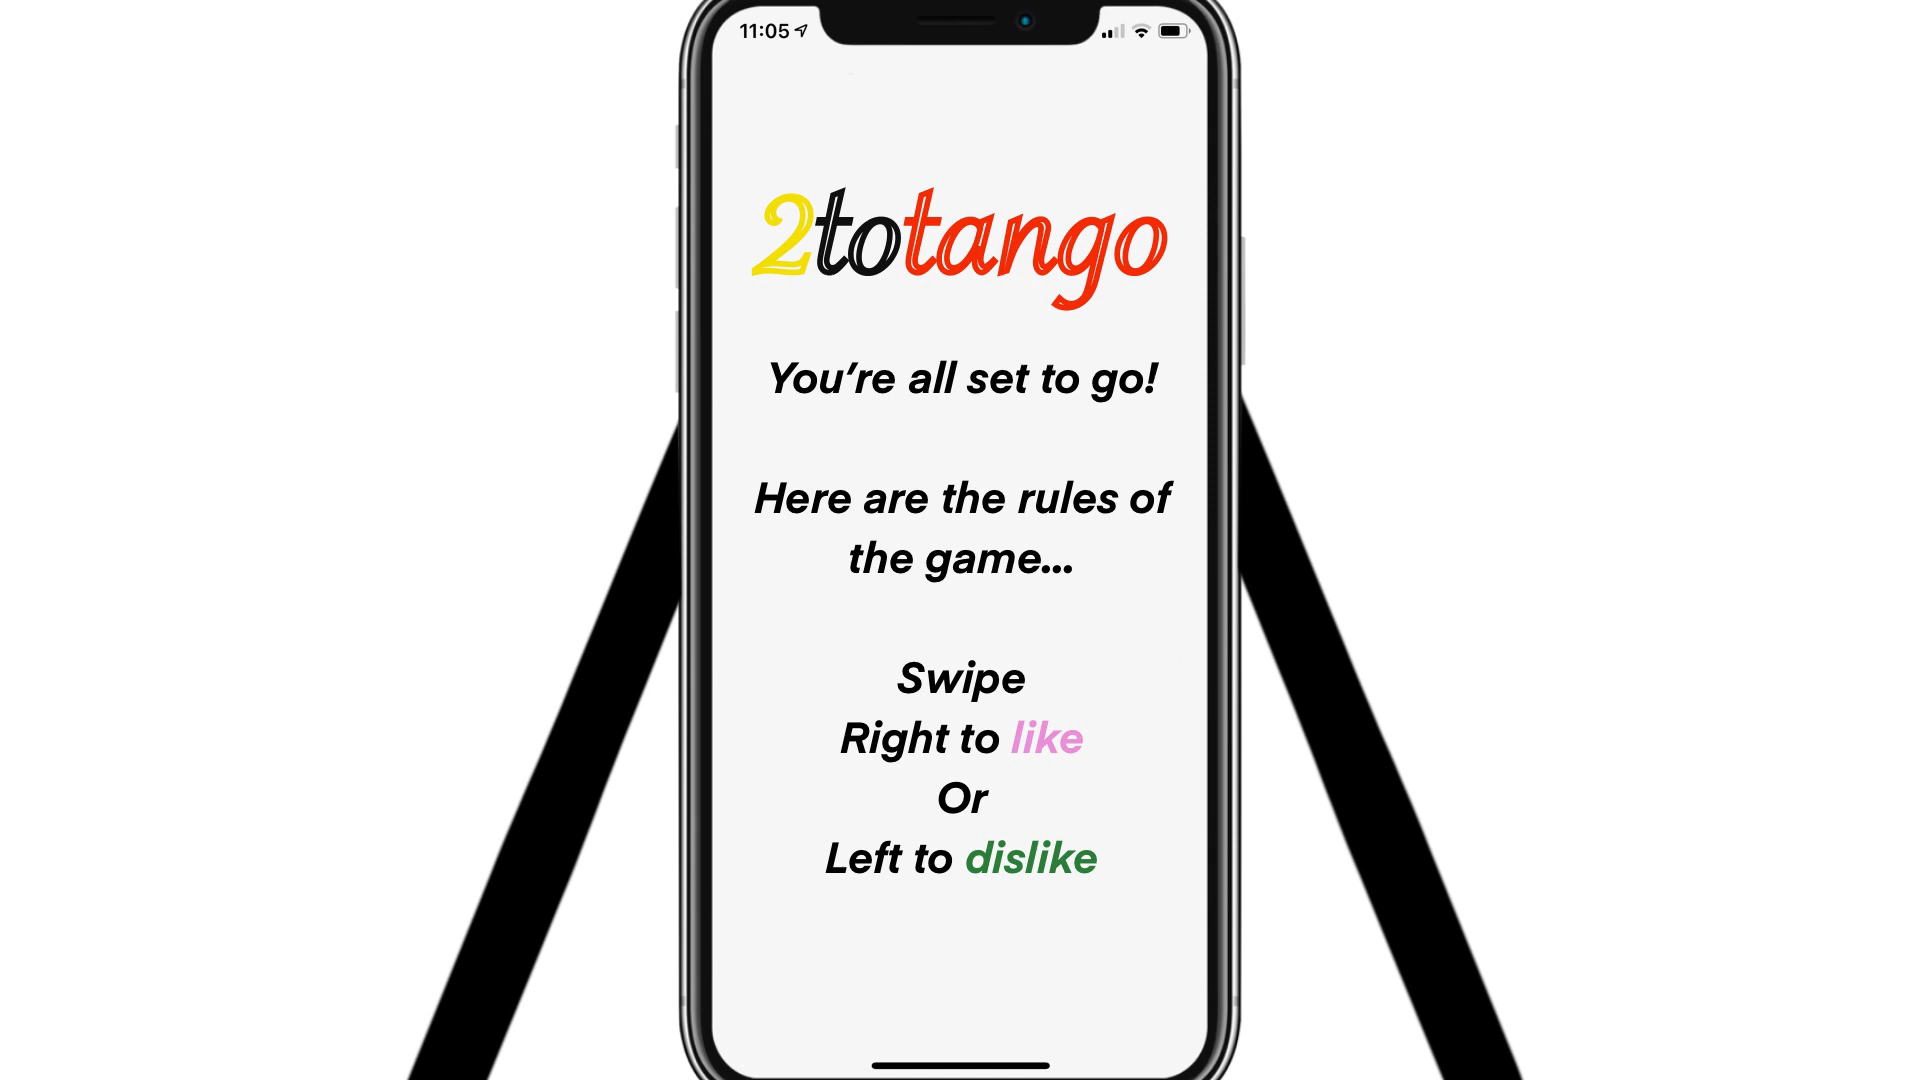 11:05
2totango
You’re all set to go!
Here are the rules of
the game...
Swipe
Right to like
Or
Left to dislike